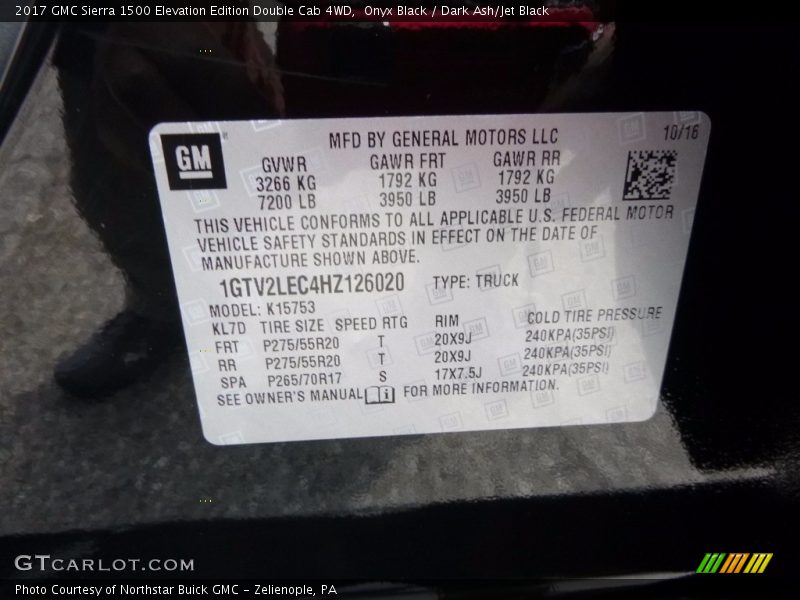 2017 GMC Sierra 1500 Elevation Edition Double Cab 4WD, Onyx Black / Dark Ash/Jet Black
GM
MFD BY GENERAL MOTORS LLC 10/16
GVWR GAWR FRT GAWR RR
3266 KG 1792 KG 1792 KG
7200 LB 3950 LB 3950 LB
THIS VEHICLE CONFORMS TO ALL APPLICABLE U.S. FEDERAL MOTOR
VEHICLE SAFETY STANDARDS IN EFFECT ON THE DATE OF
MANUFACTURE SHOWN ABOVE.
1GTV2LEC4HZ126020 TYPE: TRUCK
MODEL: K15753
KL7D TIRE SIZE SPEED RTG RIM COLD TIRE PRESSURE
FRT P275/55R20 T 20X9J 240KPA(35PSI)
RR P275/55R20 T 20X9J 240KPA(35PSI)
SPA P265/70R17 S 17X7.5J 240KPA(35PSI)
SEE OWNER'S MANUAL FOR MORE INFORMATION.
GTCARLOT.COM
Photo Courtesy of Northstar Buick GMC - Zelienople, PA